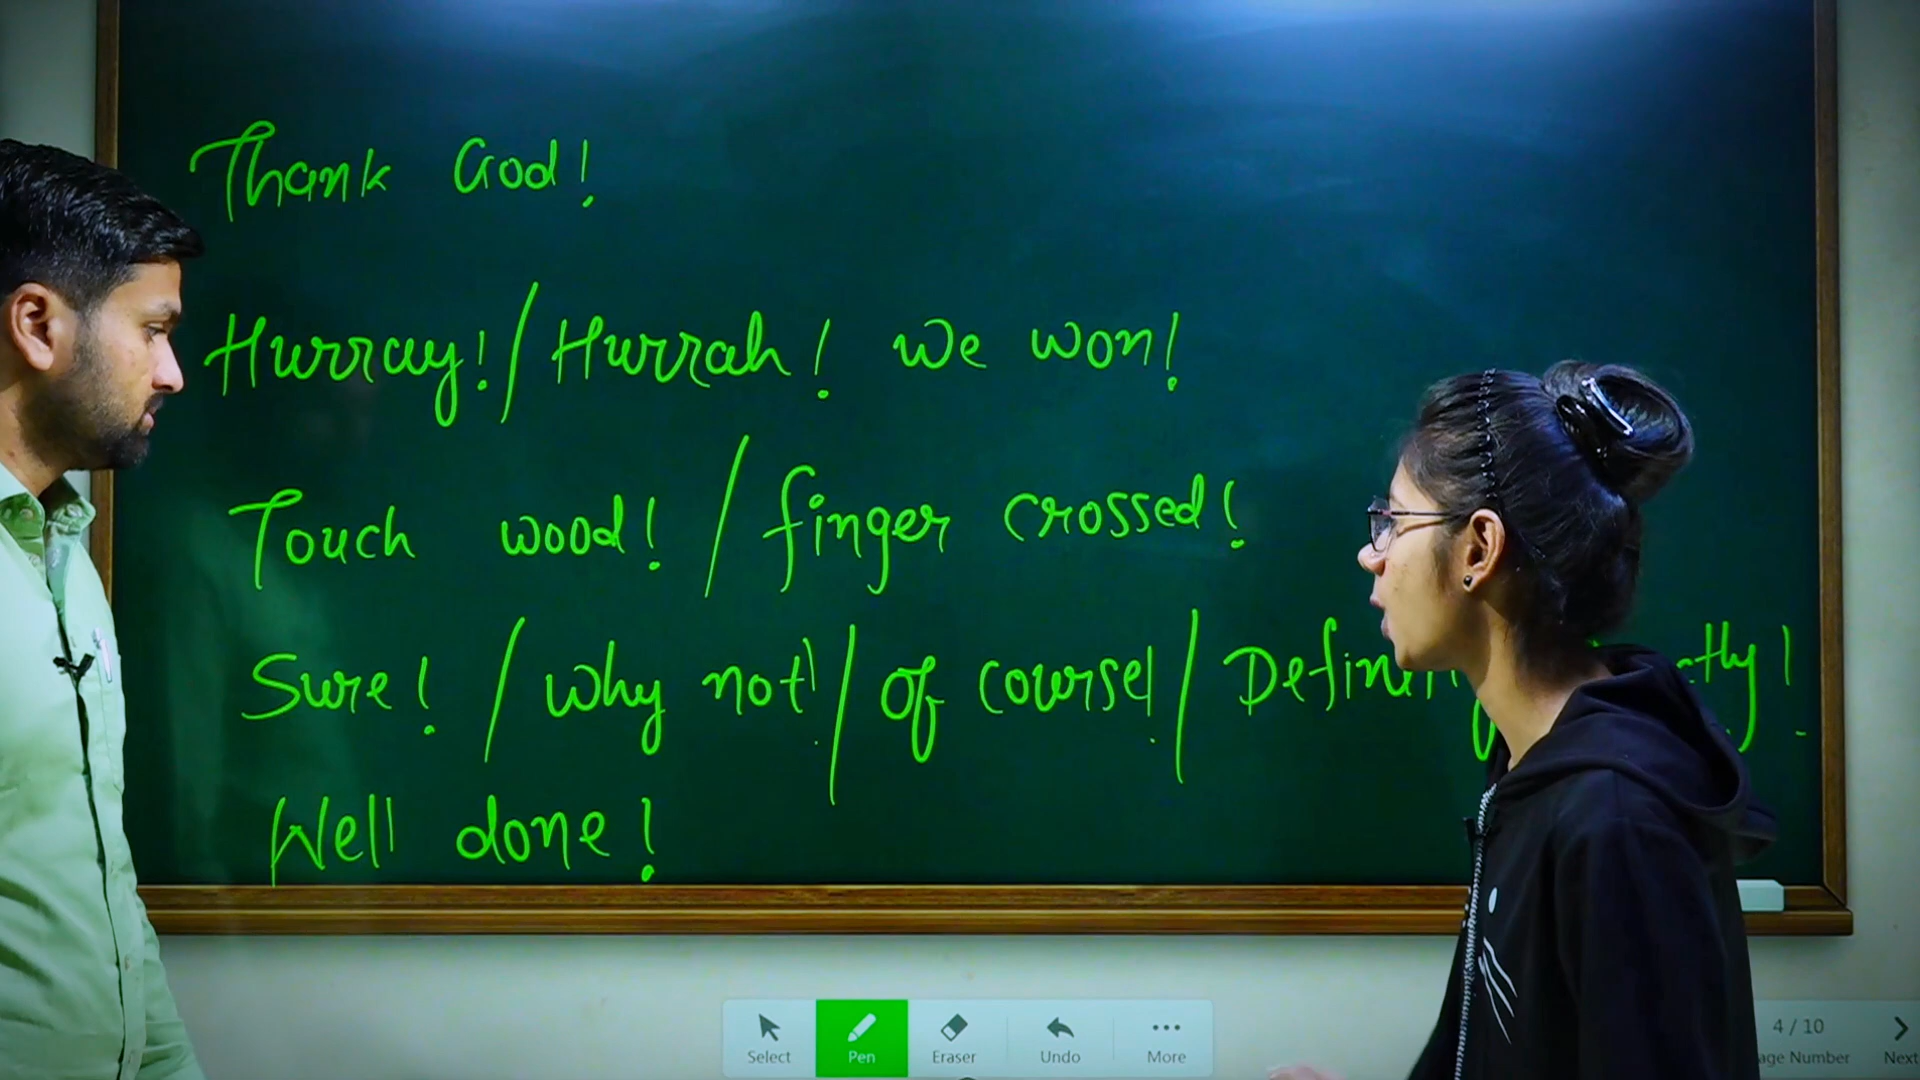 Thank God!
Hurray!/Hurrah! We won!
Touch wood! / finger crossed!
Sure! / Why not! / Of course! / 
Well done!
Select Pen Eraser Undo More
4 / 10
Number Next